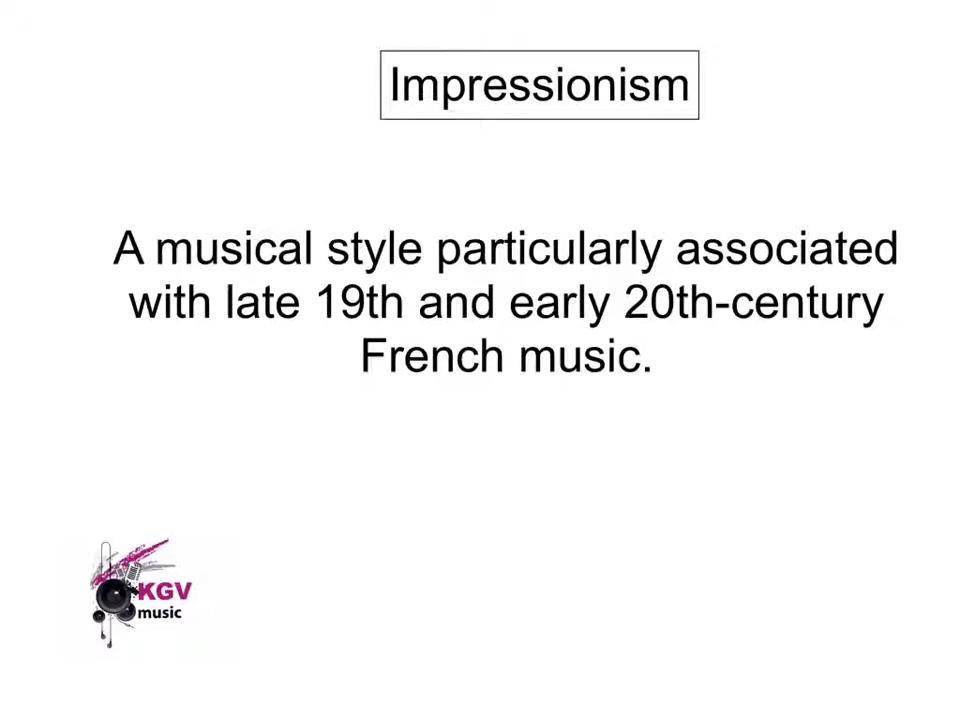 Impressionism
A musical style particularly associated
with late 19th and early 20th-century
French music.
KGV
music